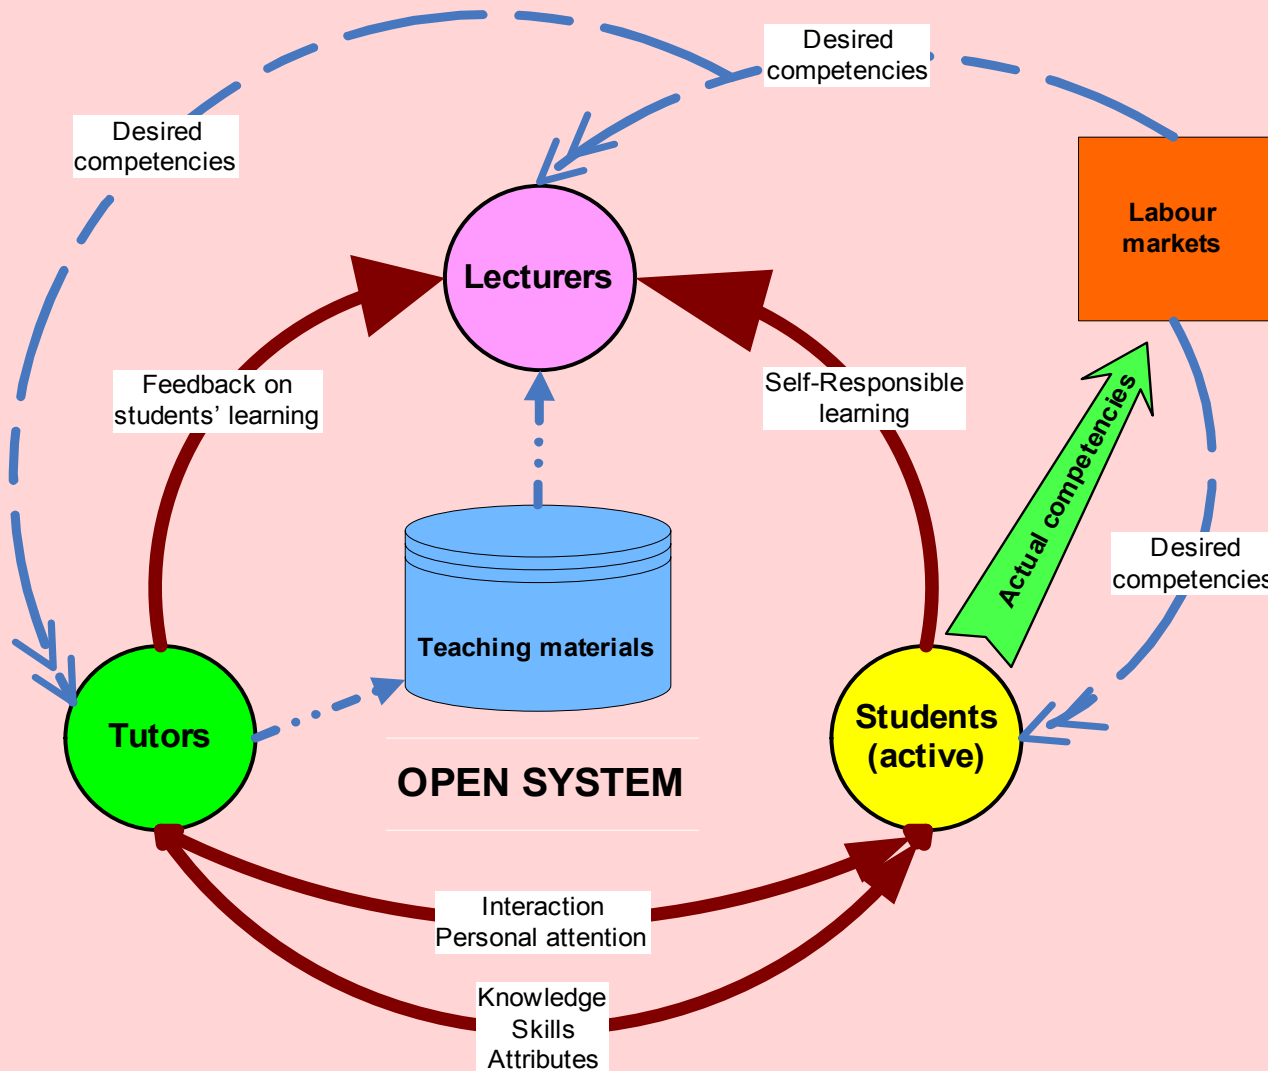 Desired
competencies
Desired
competencies
Labour
markets
Lecturers
Feedback on
students’ learning
Self-Responsible
learning
Actual competencies
Desired
competencies
Teaching materials
Tutors
Students
(active)
OPEN SYSTEM
Interaction
Personal attention
Knowledge
Skills
Attributes